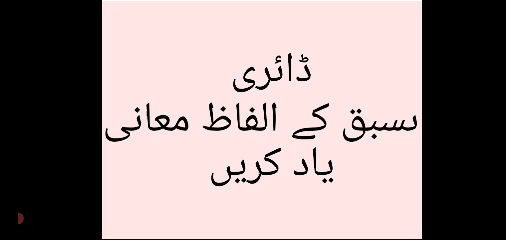 ڈائری
سبق کے الفاظ معانی
یاد کریں